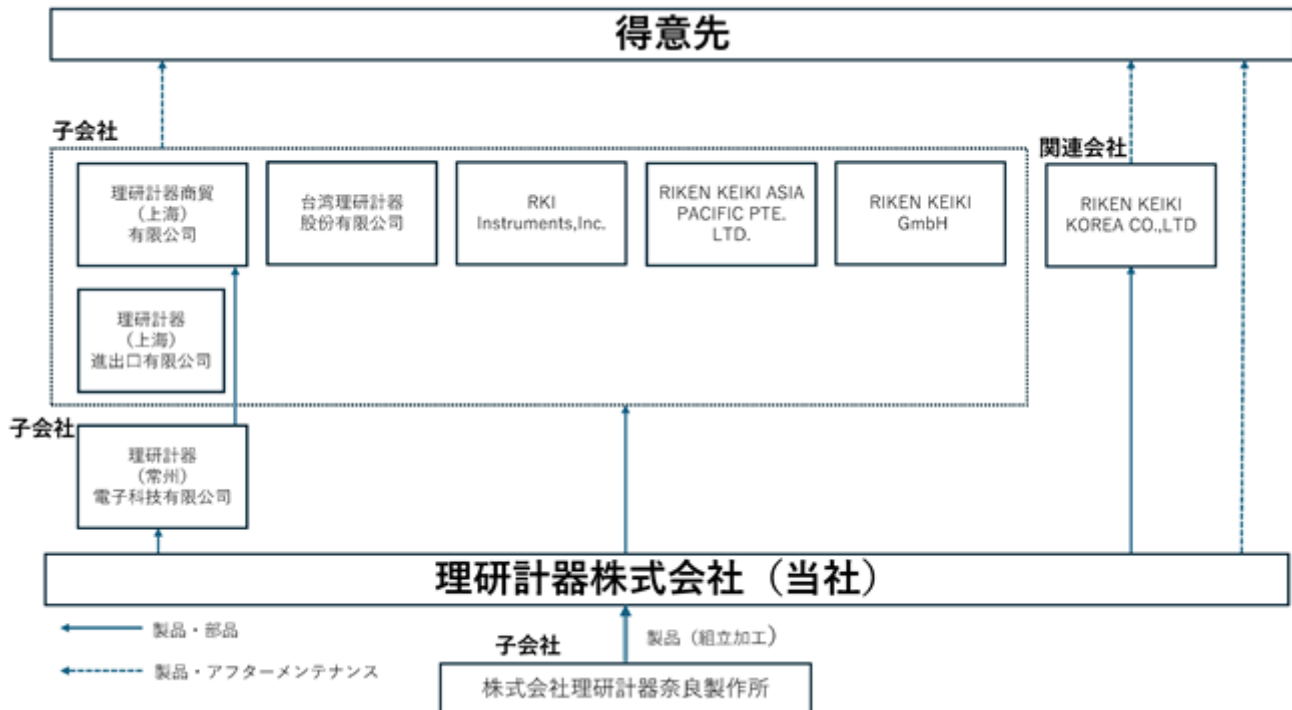 得意先
子会社
関連会社
理研計器商貿
（上海）
有限公司
台湾理研計器
股份有限公司
RKI
Instruments,Inc.
RIKEN KEIKI ASIA
PACIFIC PTE.
LTD.
RIKEN KEIKI
GmbH
RIKEN KEIKI
KOREA CO.,LTD
理研計器
（上海）
進出口有限公司
子会社
理研計器
（常州）
電子科技有限公司
理研計器株式会社（当社）
製品・部品
製品・アフターメンテナンス
子会社
製品（組立加工）
株式会社理研計器奈良製作所